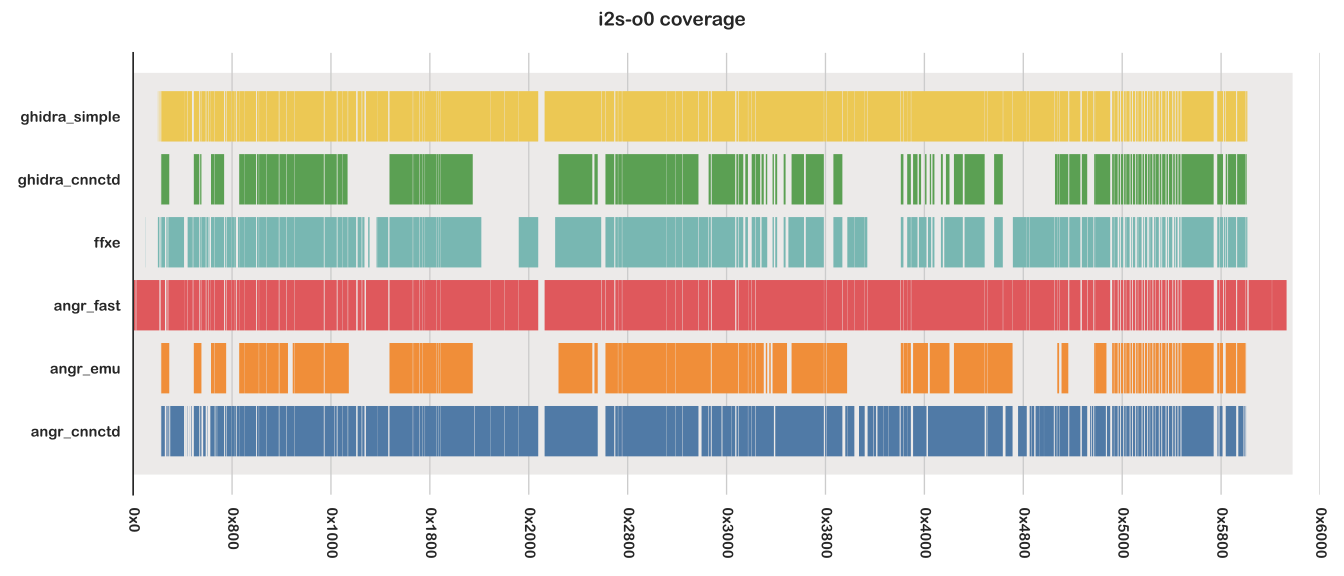 i2s-o0 coverage
ghidra_simple
ghidra_cnnctd
ffxe
angr_fast
angr_emu
angr_cnnctd
0x0
0x800
0x1000
0x1800
0x2000
0x2800
0x3000
0x3800
0x4000
0x4800
0x5000
0x5800
0x6000